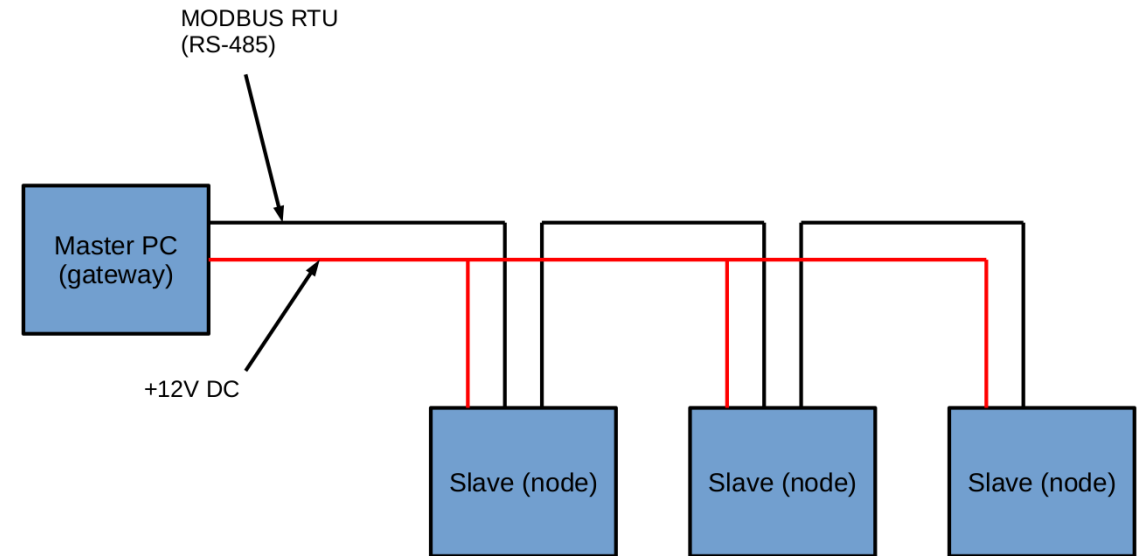 MODBUS RTU
(RS-485)
Master PC
(gateway)
+12V DC
Slave (node)
Slave (node)
Slave (node)